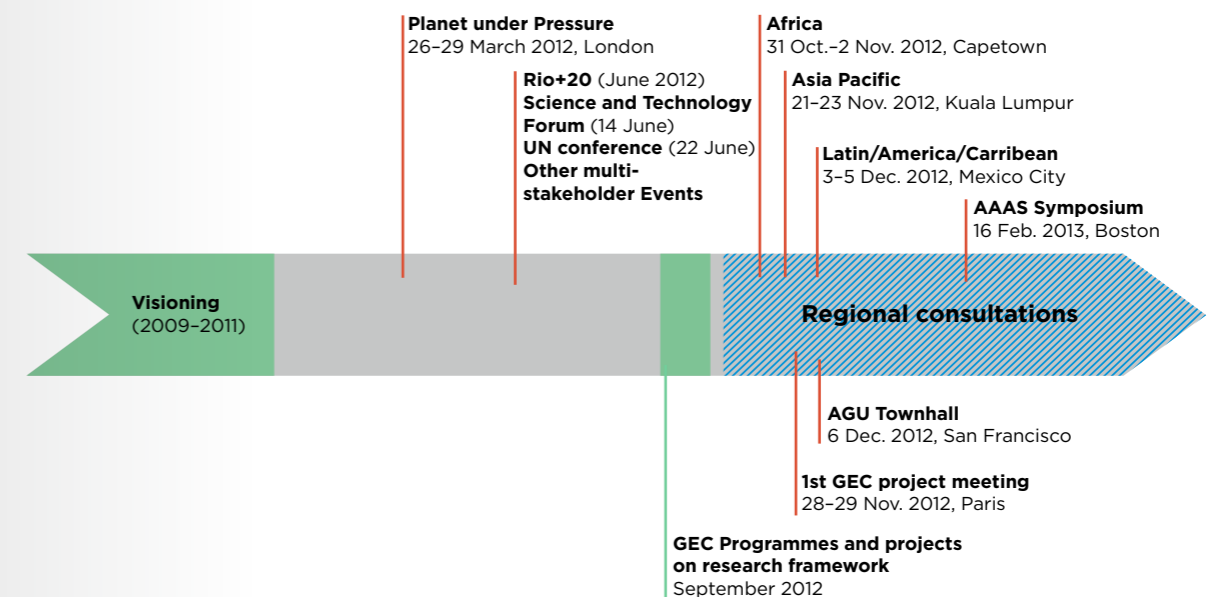 Planet under Pressure
26–29 March 2012, London
Rio+20 (June 2012)
Science and Technology
Forum (14 June)
UN conference (22 June)
Other multi-
stakeholder Events
Africa
31 Oct.–2 Nov. 2012, Capetown
Asia Pacific
21–23 Nov. 2012, Kuala Lumpur
Latin/America/Carribean
3–5 Dec. 2012, Mexico City
AAAS Symposium
16 Feb. 2013, Boston
Visioning
(2009–2011)
Regional consultations
AGU Townhall
6 Dec. 2012, San Francisco
1st GEC project meeting
28–29 Nov. 2012, Paris
GEC Programmes and projects
on research framework
September 2012